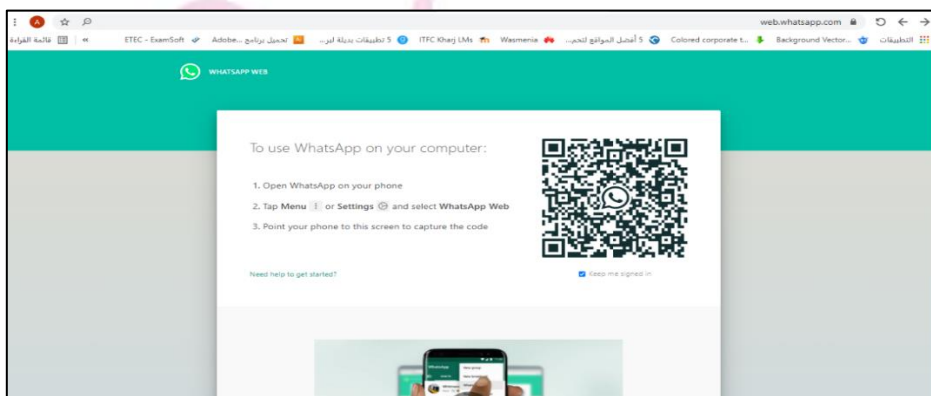 web.whatsapp.com
التطبيقات
Background Vector...
Colored corporate t...
5 أفضل المواقع لتحم...
Wasmenia
ITFC Kharj LMs
5 تطبيقات بديلة لبر...
تحميل برنامج Adobe...
ETEC - ExamSoft
»
قائمة القراءة
WHATSAPP WEB
To use WhatsApp on your computer:
1. Open WhatsApp on your phone
2. Tap Menu or Settings and select WhatsApp Web
3. Point your phone to this screen to capture the code
Need help to get started?
Keep me signed in
WhatsApp
New group